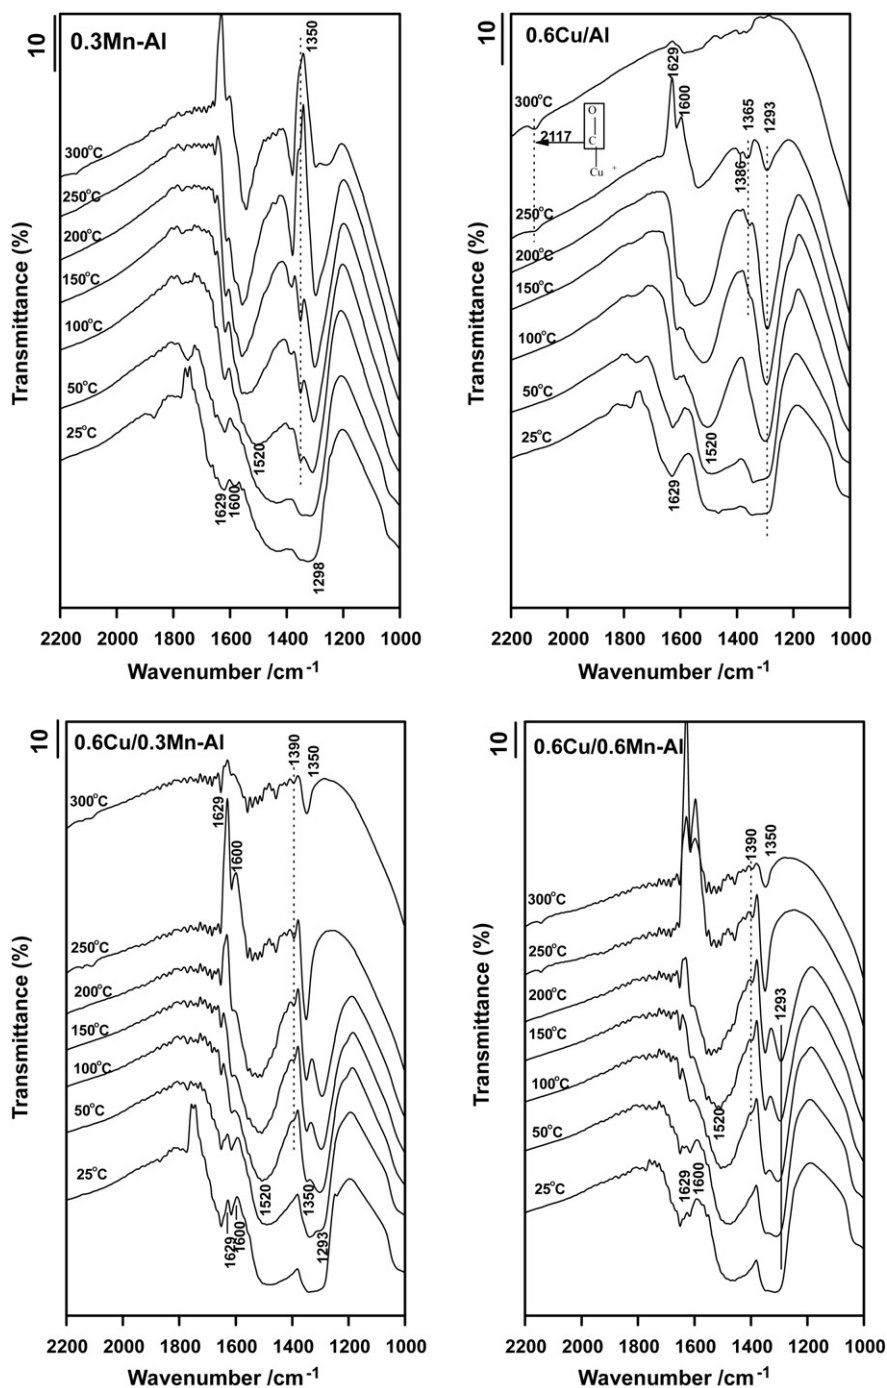 10
0.3Mn-Al
1350
300°C
250°C
200°C
150°C
100°C
50°C
25°C
1629
1600
1520
1298
Transmittance (%)
2200 2000 1800 1600 1400 1200 1000
Wavenumber /cm⁻¹
10
0.6Cu/Al
1629
1600
1365
1293
1386
300°C
2117
O
C
Cu +
250°C
200°C
150°C
100°C
50°C
25°C
1520
1629
Transmittance (%)
2200 2000 1800 1600 1400 1200 1000
Wavenumber /cm⁻¹
10
0.6Cu/0.3Mn-Al
1390
1350
300°C
1629
1600
250°C
200°C
150°C
100°C
50°C
25°C
1629
1600
1520
1350
1293
Transmittance (%)
2200 2000 1800 1600 1400 1200 1000
Wavenumber /cm⁻¹
10
0.6Cu/0.6Mn-Al
1390
1350
300°C
250°C
200°C
150°C
100°C
50°C
25°C
1293
1520
1629
1600
Transmittance (%)
2200 2000 1800 1600 1400 1200 1000
Wavenumber /cm⁻¹